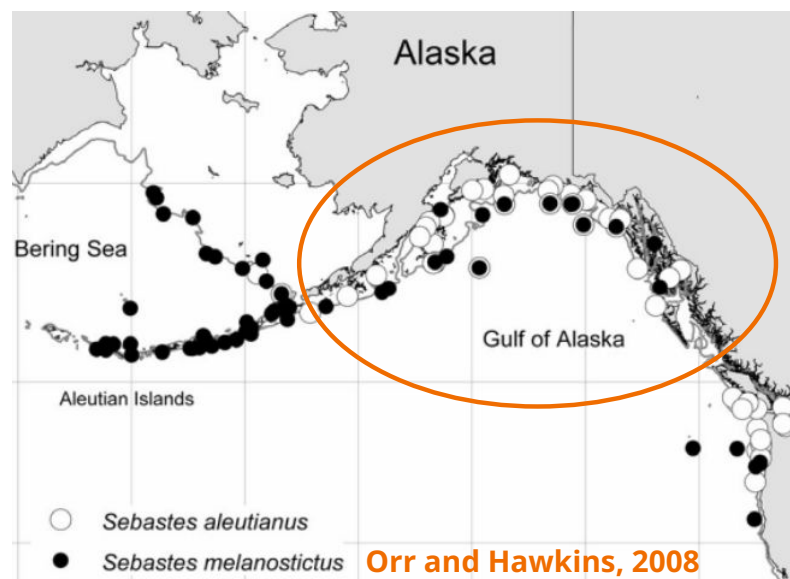 Alaska
Bering Sea
Gulf of Alaska
Aleutian Islands
Sebastes aleutianus
Sebastes melanostictus
Orr and Hawkins, 2008